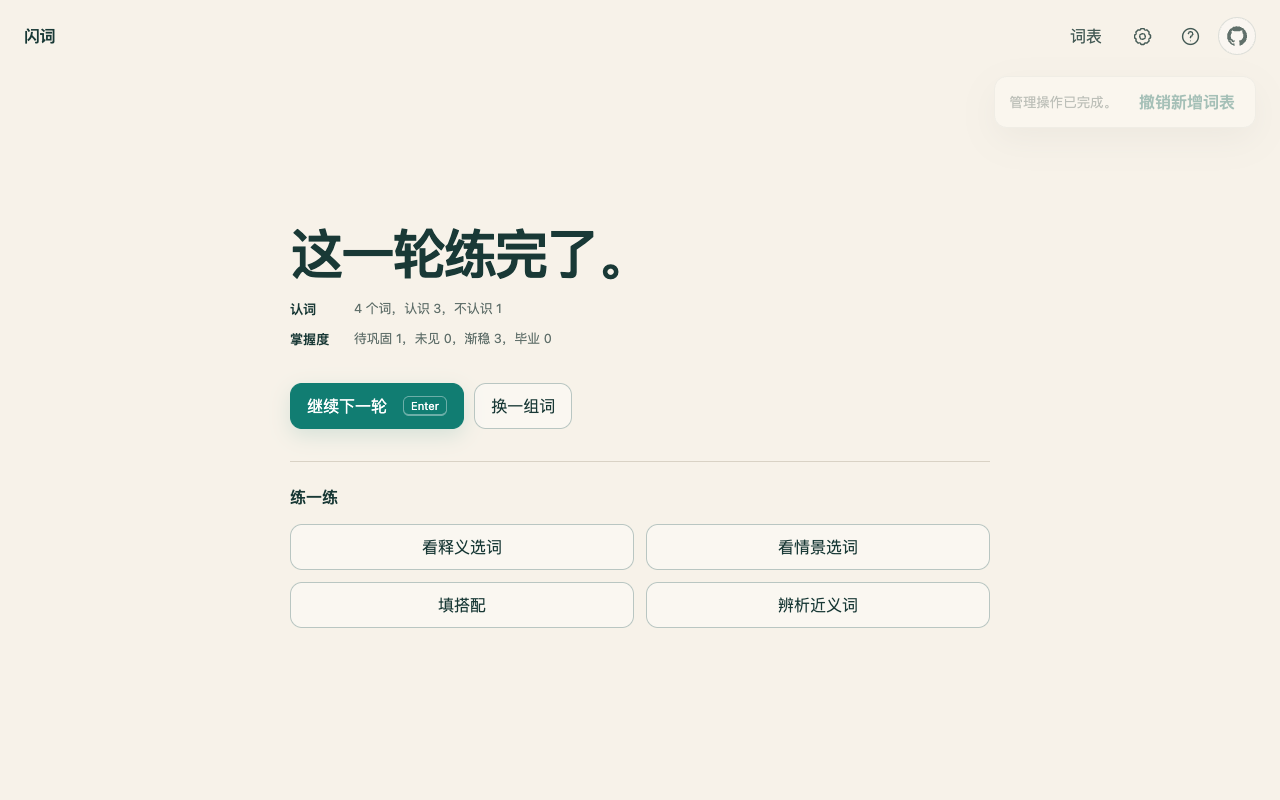 闪词
词表
管理操作已完成。 撤销新增词表
这一轮练完了。
认词 4 个词，认识 3，不认识 1
掌握度 待巩固 1，未见 0，渐稳 3，毕业 0
继续下一轮 Enter 换一组词
练一练
看释义选词 看情景选词
填搭配 辨析近义词